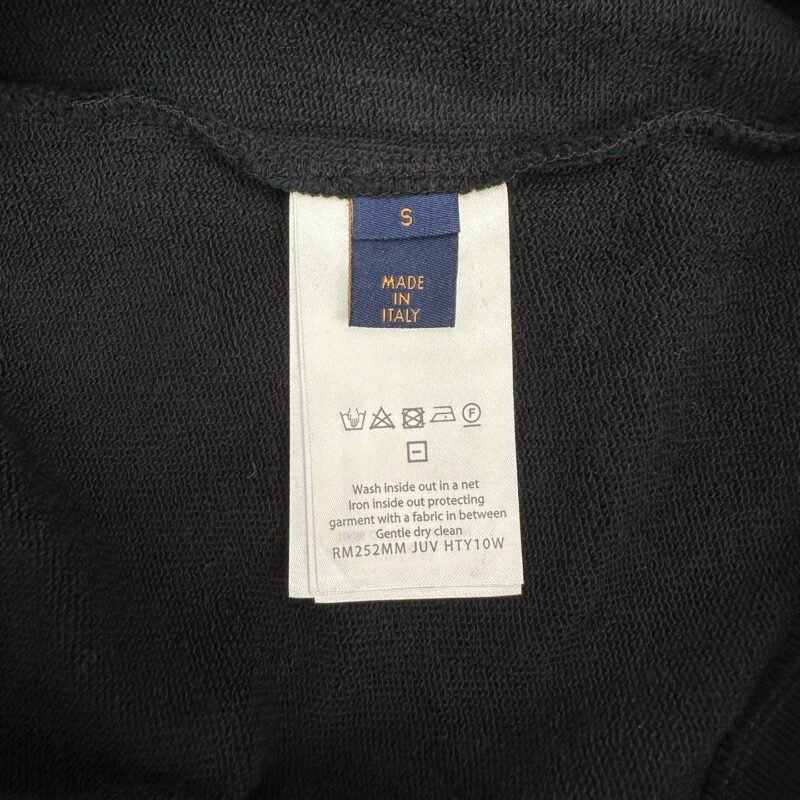 S
MADE
IN
ITALY
F
Wash inside out in a net
Iron inside out protecting
garment with a fabric in between
Gentle dry clean
RM252MM JUV HTY10W